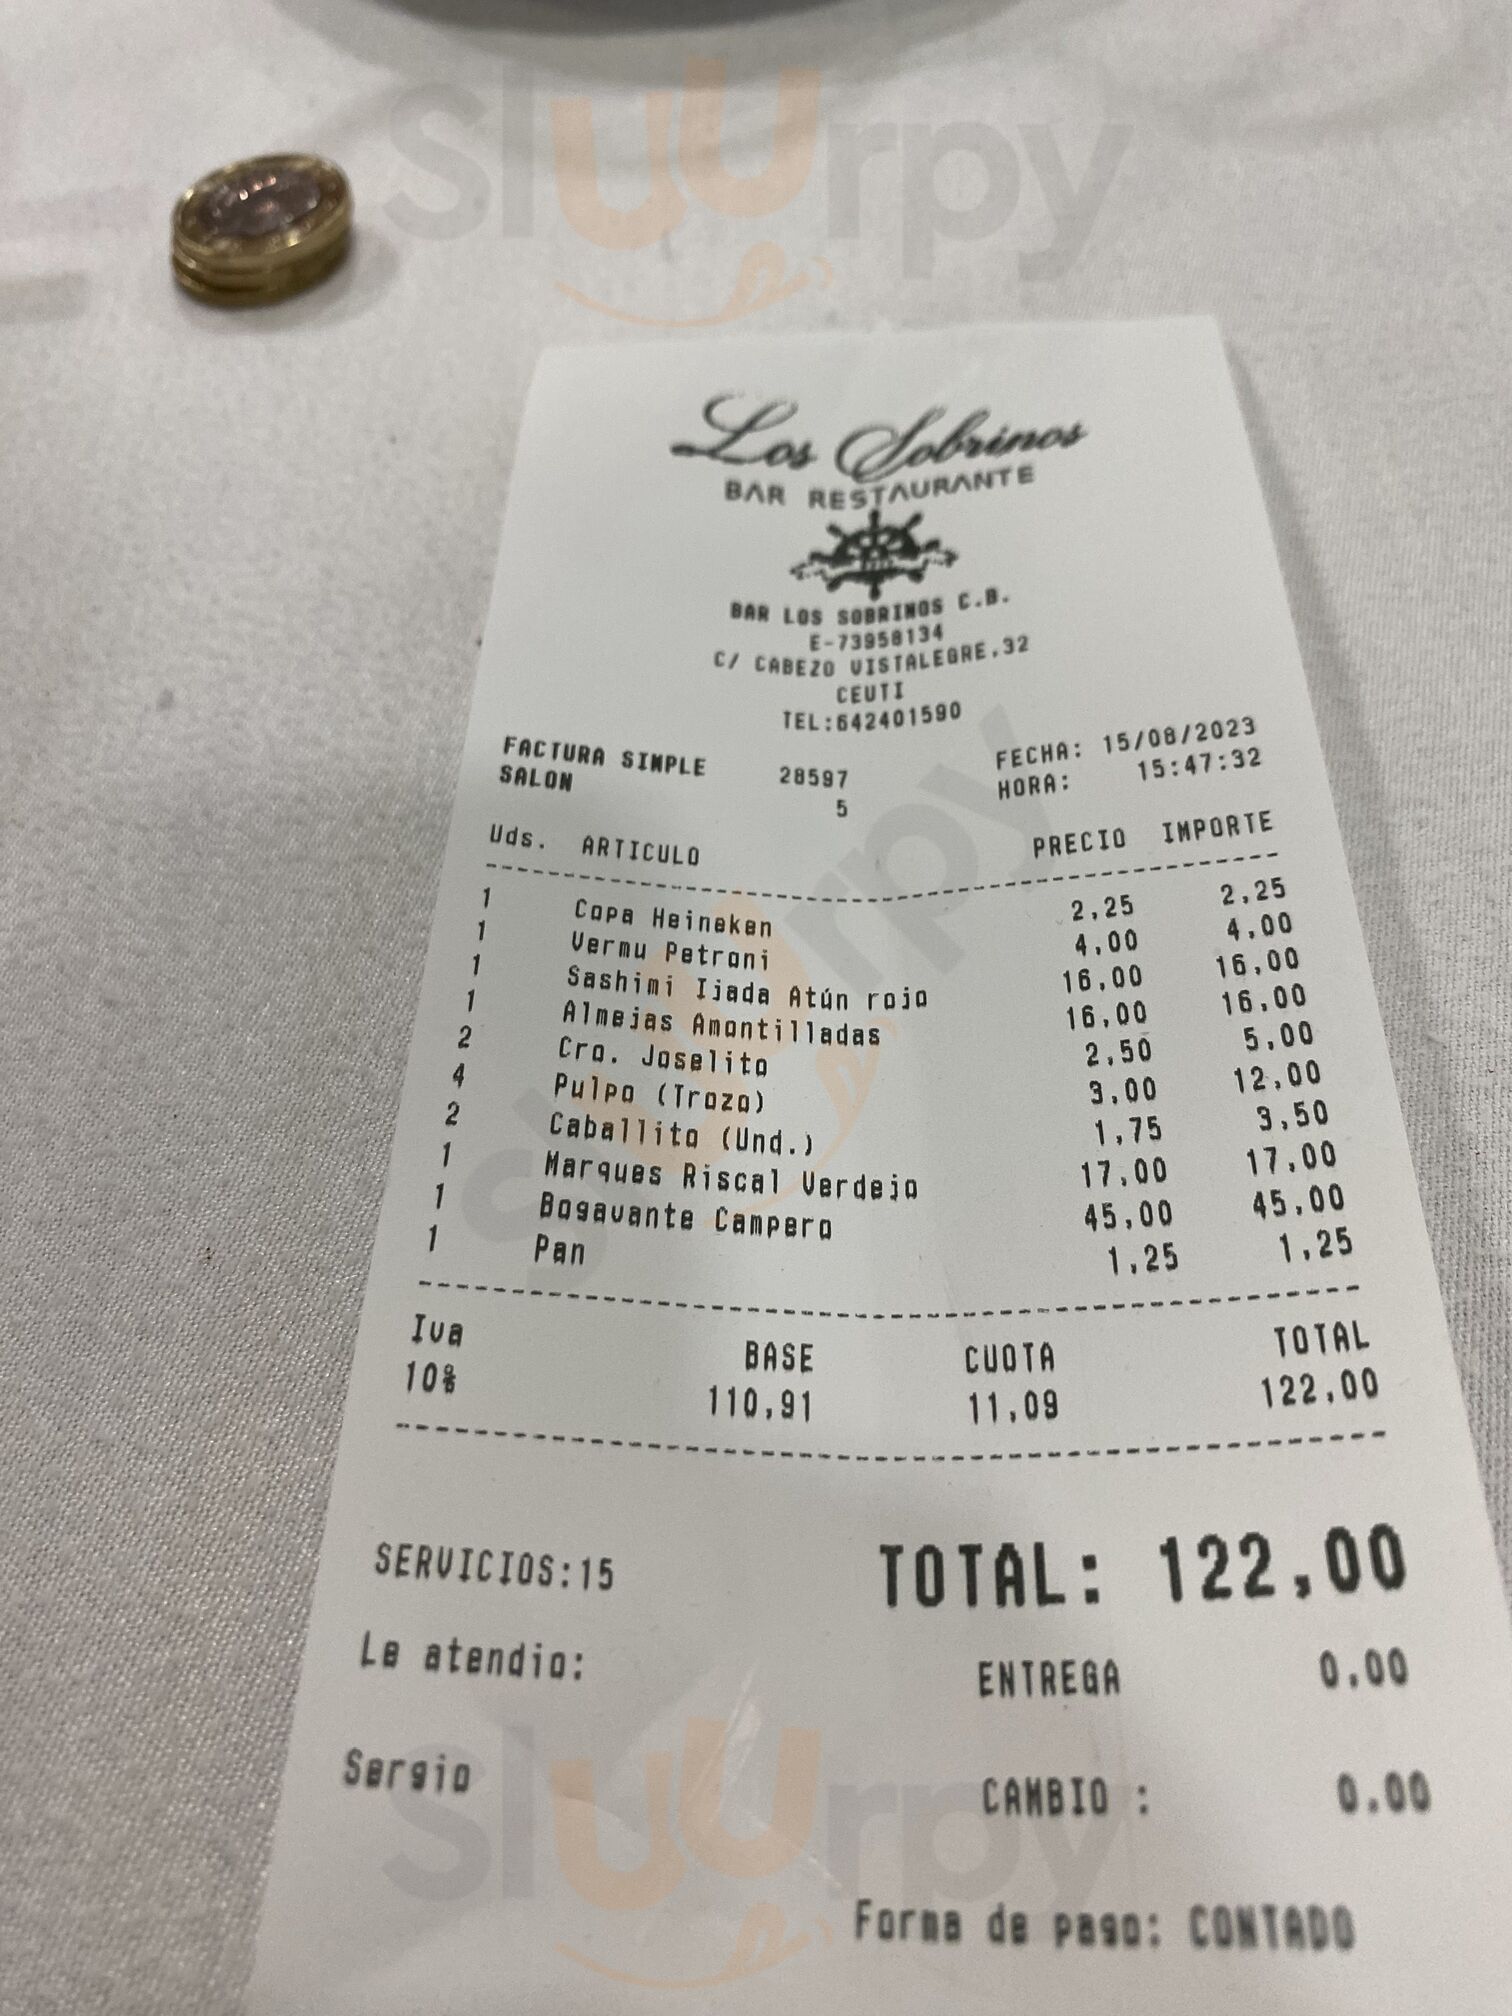 Sluurpy
Los Sobrinos
BAR RESTAURANTE
BAR LOS SOBRINOS C.B.
E-73958134
C/ CABEZO VISTALEGRE,32
CEUTI
TEL:642401590
FACTURA SIMPLE 28597 FECHA: 15/08/2023
SALON 5 HORA: 15:47:32
Uds. ARTICULO PRECIO IMPORTE
1 Copa Heineken 2,25 2,25
1 Vermu Petroni 4,00 4,00
1 Sashimi Ijada Atún rojo 16,00 16,00
1 Almejas Amontilladas 16,00 16,00
2 Cro. Joselito 2,50 5,00
4 Pulpo (Trozo) 3,00 12,00
2 Caballito (Und.) 1,75 3,50
1 Marques Riscal Verdejo 17,00 17,00
1 Bogavante Campero 45,00 45,00
1 Pan 1,25 1,25
Iva BASE CUOTA TOTAL
10% 110,91 11,09 122,00
SERVICIOS:15 TOTAL: 122,00
Le atendio: ENTREGA 0.00
Sergio CAMBIO : 0.00
Forma de pago: CONTADO
Sluurpy
Sluurpy